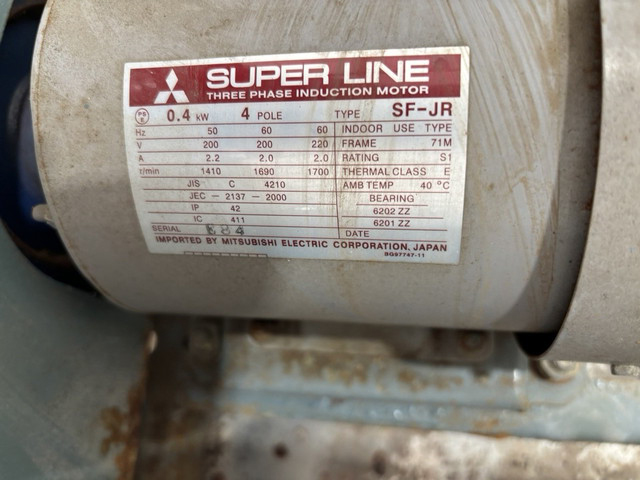 SUPER LINE
THREE PHASE INDUCTION MOTOR
PS E 0.4 kW 4 POLE TYPE SF-JR
Hz 50 60 60 INDOOR USE TYPE
V 200 200 220 FRAME 71M
A 2.2 2.0 2.0 RATING S1
r/min 1410 1690 1700 THERMAL CLASS E
JIS C 4210 AMB TEMP 40 °C
JEC - 2137 - 2000 BEARING
IP 42 6202 ZZ
IC 411 6201 ZZ
SERIAL DATE
IMPORTED BY MITSUBISHI ELECTRIC CORPORATION, JAPAN